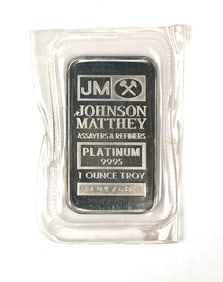 JM
JOHNSON
MATTHEY
ASSAYERS & REFINERS
PLATINUM
9995
1 OUNCE TROY